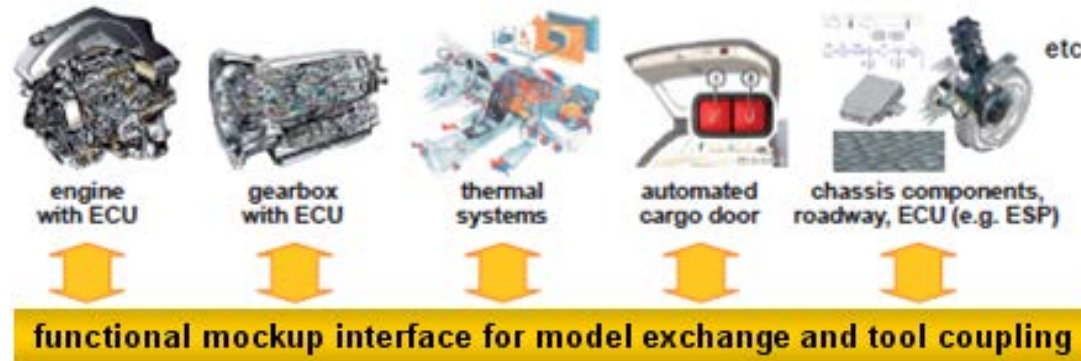 etc
engine
with ECU
gearbox
with ECU
thermal
systems
automated
cargo door
chassis components,
roadway, ECU (e.g. ESP)
functional mockup interface for model exchange and tool coupling